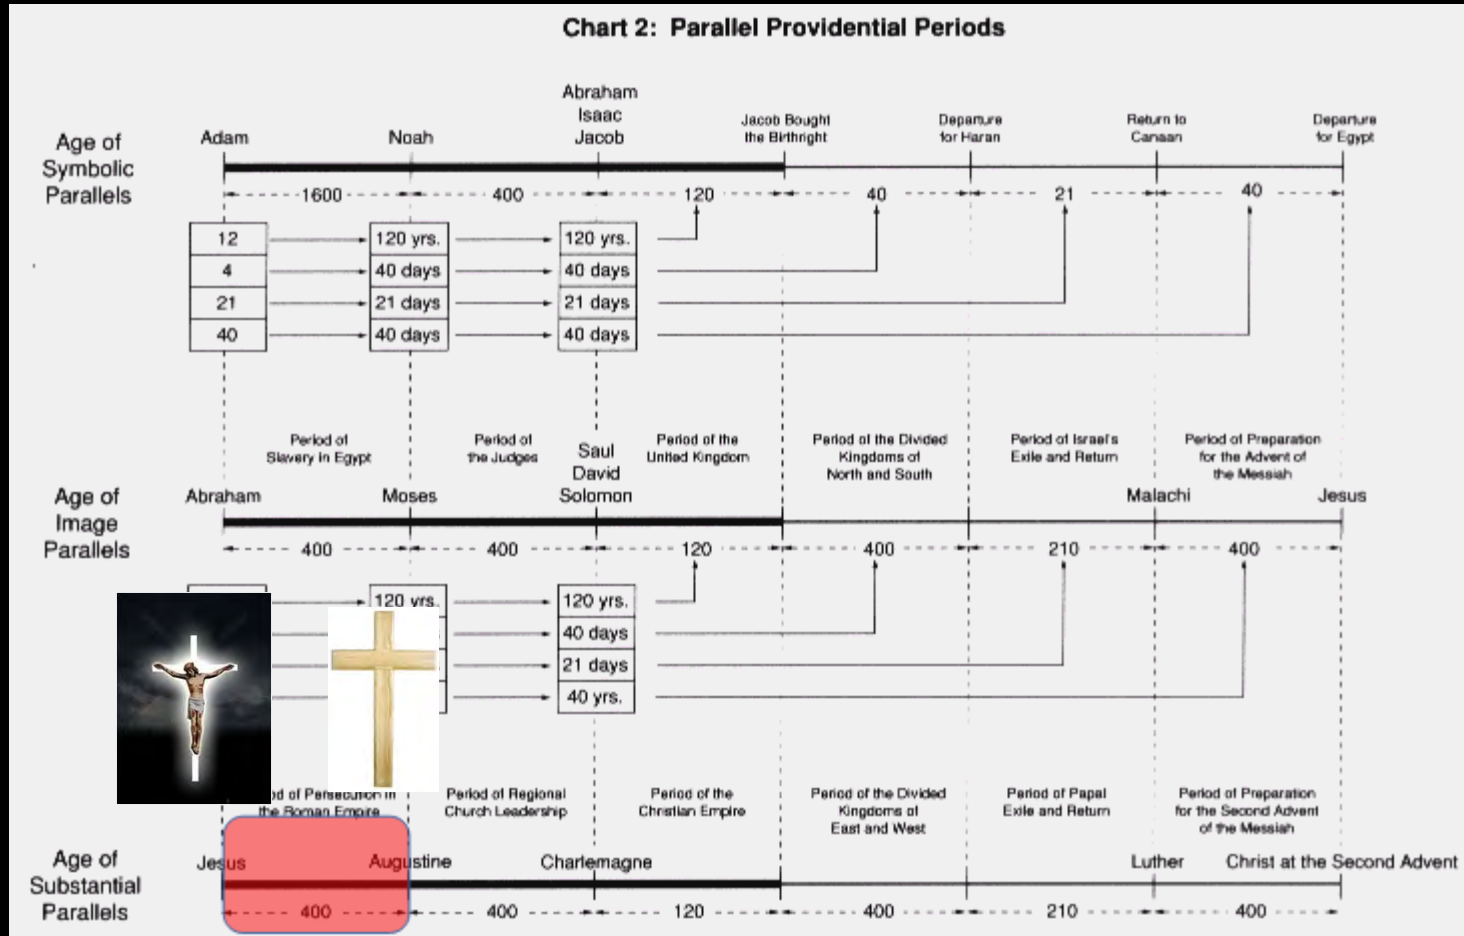 Chart 2: Parallel Providential Periods
Age of
Symbolic
Parallels
Adam
Noah
Abraham
Isaac
Jacob
Jacob Bought
the Birthright
Departure
for Haran
Return to
Canaan
Departure
for Egypt
1600
400
120
40
21
40
12
120 yrs.
120 yrs.
4
40 days
40 days
21
21 days
21 days
40
40 days
40 days
Period of
Slavery in Egypt
Period of
the Judges
Period of the
United Kingdom
Period of the Divided
Kingdoms of
North and South
Period of Israel's
Exile and Return
Period of Preparation
for the Advent of
the Messiah
Age of
Image
Parallels
Abraham
Moses
Saul
David
Solomon
Malachi
Jesus
400
400
120
400
210
400
120 yrs.
120 yrs.
40 days
21 days
40 yrs.
of Persecution in
the Roman Empire
Period of Regional
Church Leadership
Period of the
Christian Empire
Period of the Divided
Kingdoms of
East and West
Period of Papal
Exile and Return
Period of Preparation
for the Second Advent
of the Messiah
Age of
Substantial
Parallels
Jesus
Augustine
Charlemagne
Luther
Christ at the Second Advent
400
400
120
400
210
400